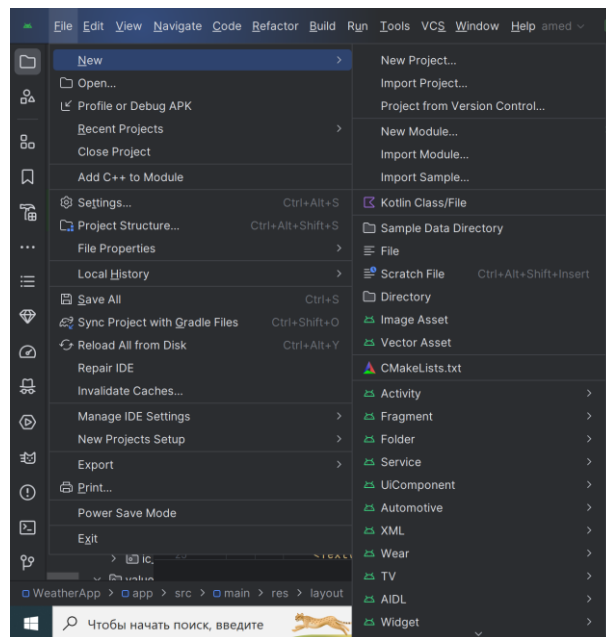 File Edit View Navigate Code Refactor Build Run Tools VCS Window Help amed
New
Open...
Profile or Debug APK
Recent Projects
Close Project
Add C++ to Module
Settings... Ctrl+Alt+S
Project Structure... Ctrl+Alt+Shift+S
File Properties
Local History
Save All Ctrl+S
Sync Project with Gradle Files Ctrl+Shift+O
Reload All from Disk Ctrl+Alt+Y
Repair IDE
Invalidate Caches...
Manage IDE Settings
New Projects Setup
Export
Print...
Power Save Mode
Exit
New Project...
Import Project...
Project from Version Control...
New Module...
Import Module...
Import Sample...
Kotlin Class/File
Sample Data Directory
File
Scratch File Ctrl+Alt+Shift+Insert
Directory
Image Asset
Vector Asset
CMakeLists.txt
Activity
Fragment
Folder
Service
UiComponent
Automotive
XML
Wear
TV
AIDL
Widget
WeatherApp > app > src > main > res > layout
Чтобы начать поиск, введите